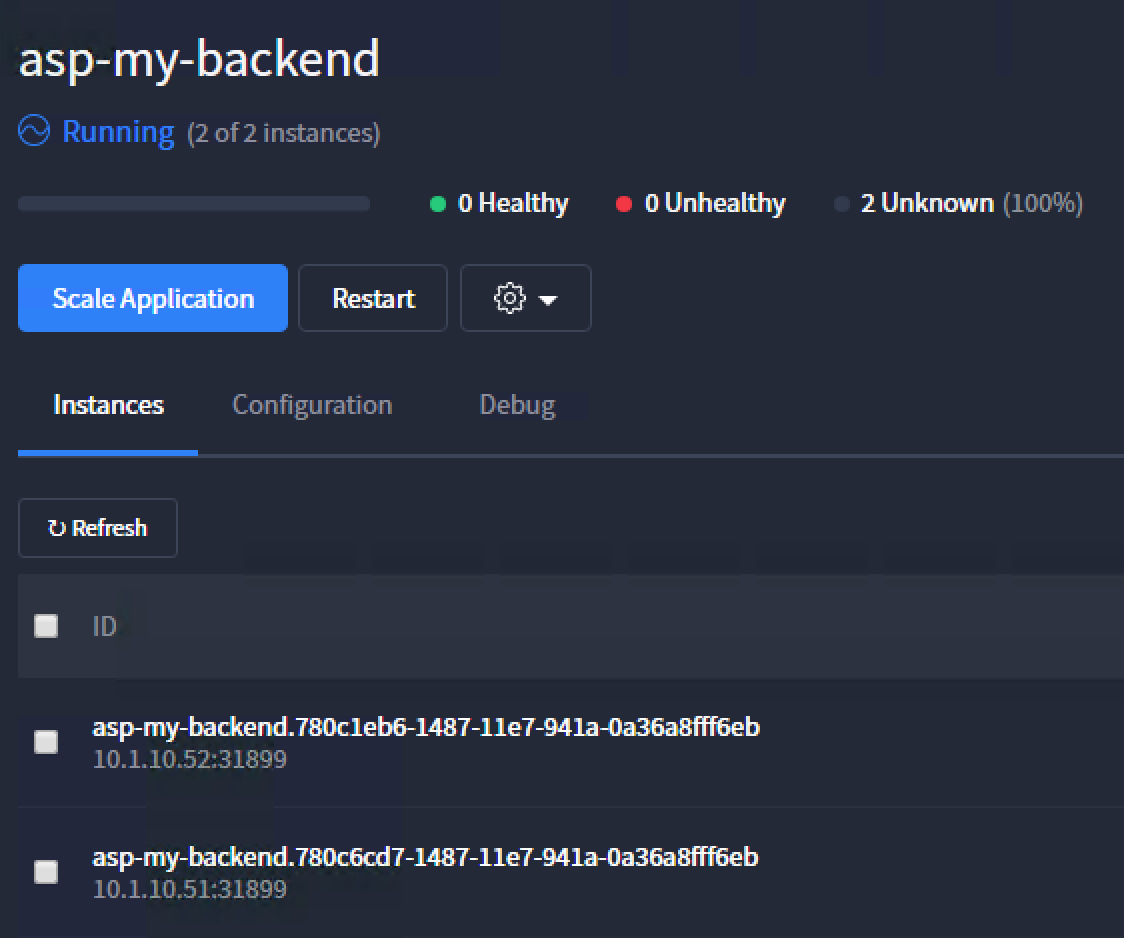 asp-my-backend
Running (2 of 2 instances)
0 Healthy 0 Unhealthy 2 Unknown (100%)
Scale Application Restart
Instances Configuration Debug
↻ Refresh
ID
asp-my-backend.780c1eb6-1487-11e7-941a-0a36a8fff6eb
10.1.10.52:31899
asp-my-backend.780c6cd7-1487-11e7-941a-0a36a8fff6eb
10.1.10.51:31899